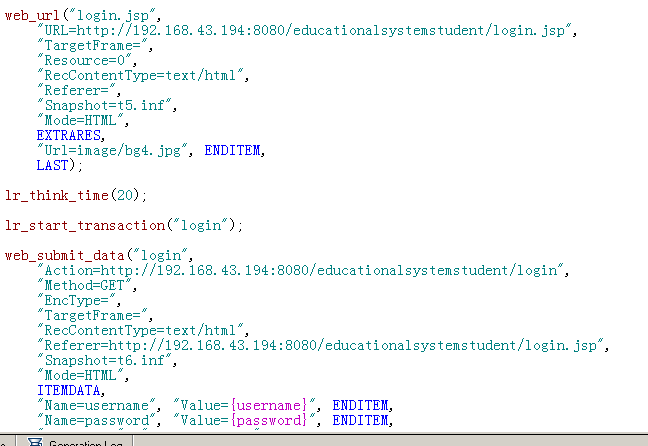 web_url("login.jsp",
"URL=http://192.168.43.194:8080/educationalsystemstudent/login.jsp",
"TargetFrame=",
"Resource=0",
"RecContentType=text/html",
"Referer=",
"Snapshot=t5.inf",
"Mode=HTML",
EXTRARES,
"Url=image/bg4.jpg", ENDITEM,
LAST);
lr_think_time(20);
lr_start_transaction("login");
web_submit_data("login",
"Action=http://192.168.43.194:8080/educationalsystemstudent/login",
"Method=GET",
"EncType=",
"TargetFrame=",
"RecContentType=text/html",
"Referer=http://192.168.43.194:8080/educationalsystemstudent/login.jsp",
"Snapshot=t6.inf",
"Mode=HTML",
ITEMDATA,
"Name=username", "Value={username}", ENDITEM,
"Name=password", "Value={password}", ENDITEM,
Generation Log